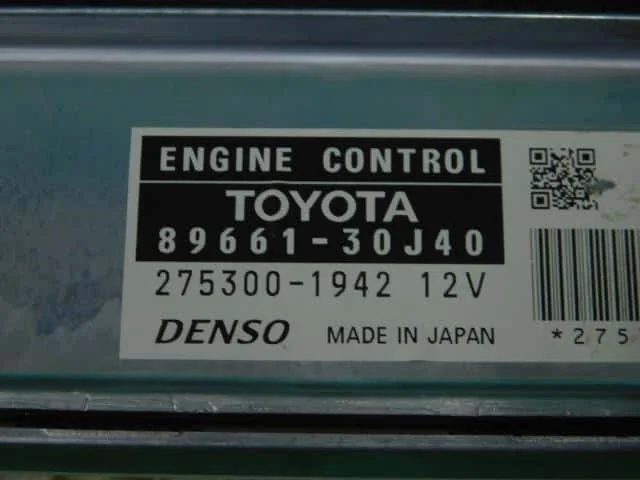 ENGINE CONTROL
TOYOTA
89661-30J40
275300-1942 12V
DENSO MADE IN JAPAN
*275